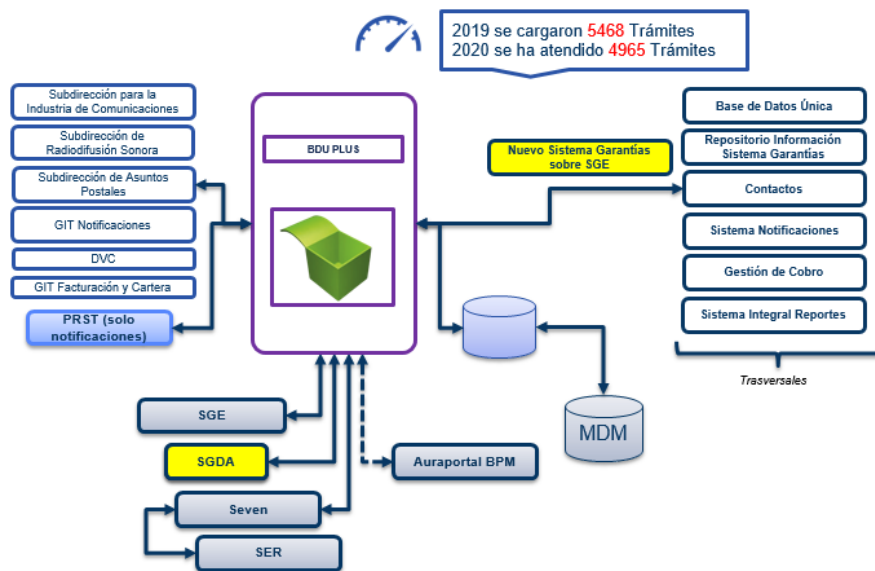 2019 se cargaron 5468 Trámites
2020 se ha atendido 4965 Trámites
Subdirección para la
Industria de Comunicaciones
Subdirección de
Radiodifusión Sonora
Subdirección de Asuntos
Postales
GIT Notificaciones
DVC
GIT Facturación y Cartera
PRST (solo
notificaciones)
BDU PLUS
Nuevo Sistema Garantías
sobre SGE
Base de Datos Única
Repositorio Información
Sistema Garantías
Contactos
Sistema Notificaciones
Gestión de Cobro
Sistema Integral Reportes
Trasversales
MDM
SGE
SGDA
Auraportal BPM
Seven
SER